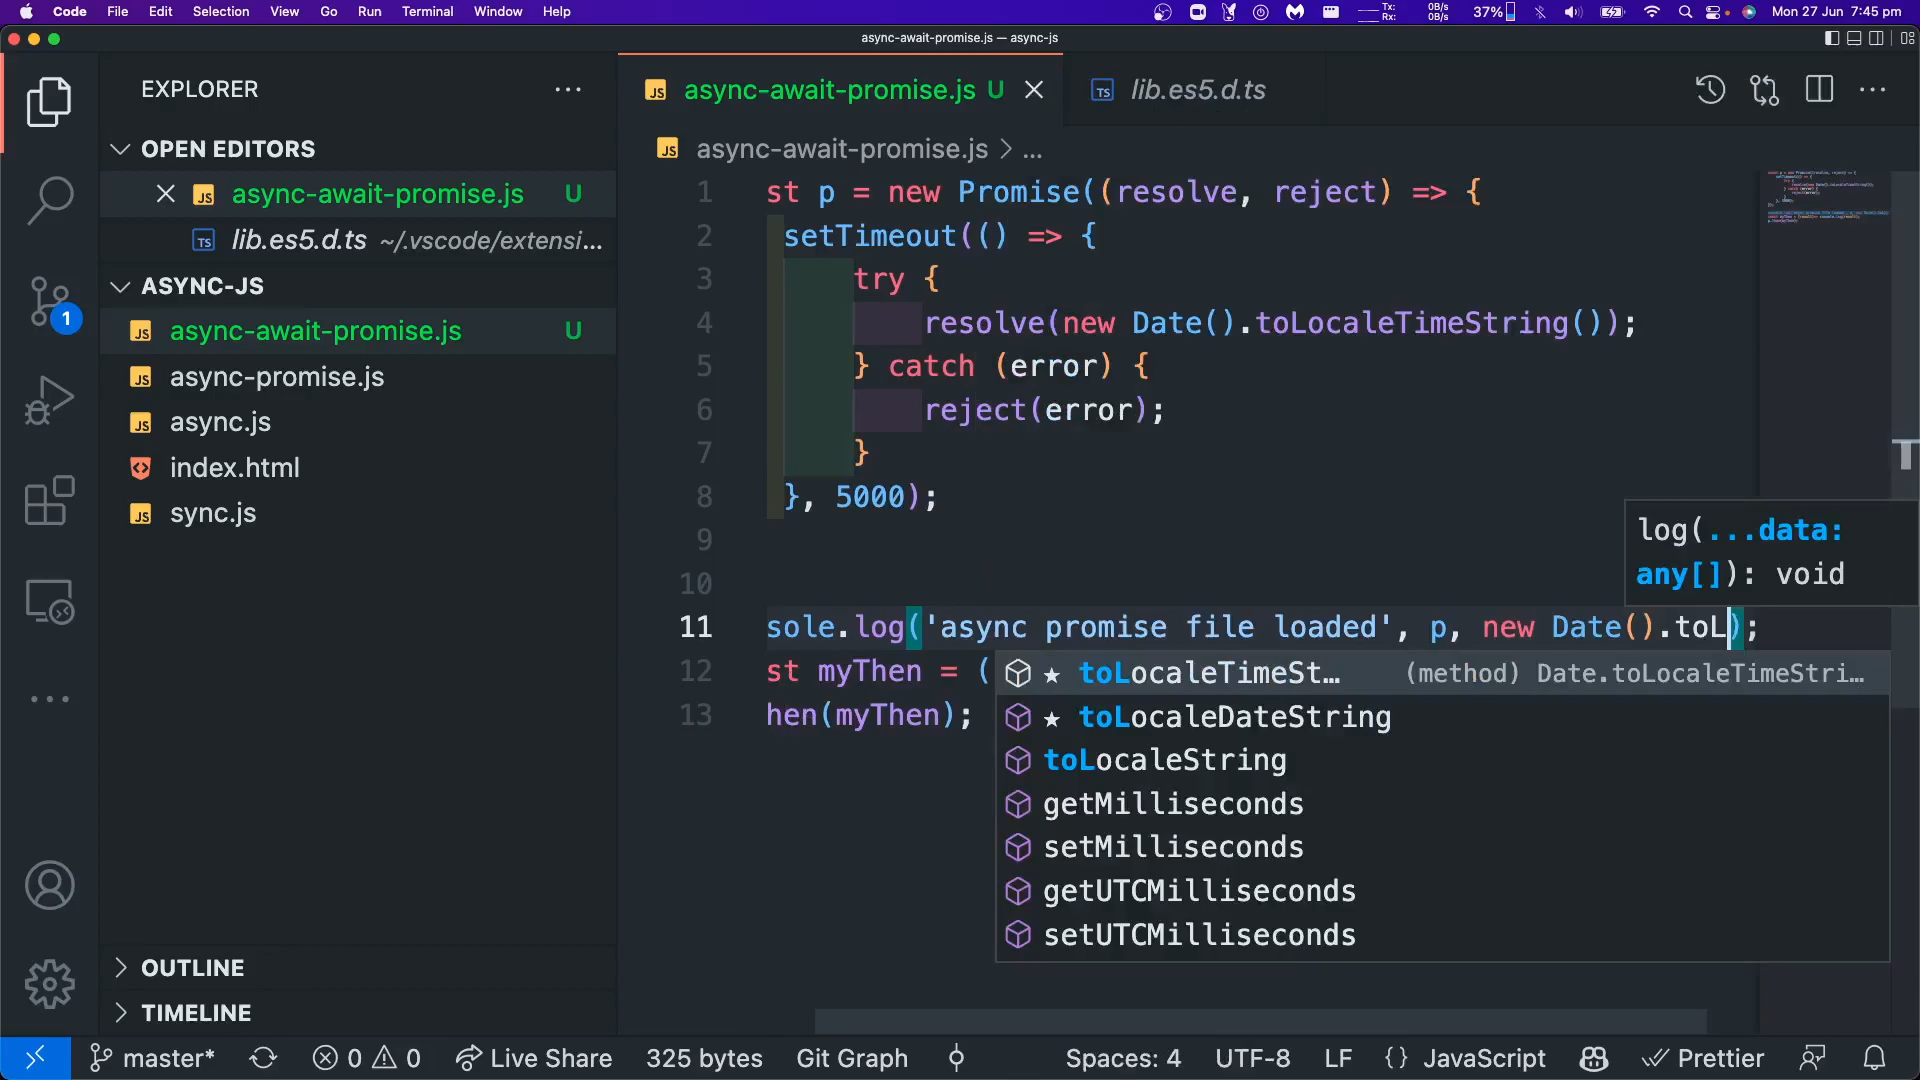 Code File Edit Selection View Go Run Terminal Window Help Tx: Rx: 0B/s 0B/s 37% Mon 27 Jun 7:45 pm
async-await-promise.js — async-js
EXPLORER
OPEN EDITORS
async-await-promise.js U
lib.es5.d.ts ~/.vscode/extensi...
ASYNC-JS
async-await-promise.js U
async-promise.js
async.js
index.html
sync.js
OUTLINE
TIMELINE
1
async-await-promise.js U
lib.es5.d.ts
async-await-promise.js > ...
1 st p = new Promise((resolve, reject) => {
2 setTimeout(() => {
3 try {
4 resolve(new Date().toLocaleTimeString());
5 } catch (error) {
6 reject(error);
7 }
8 }, 5000);
9
10
log(...data:
any[]): void
11 sole.log('async promise file loaded', p, new Date().toL);
12 st myThen = (
13 hen(myThen);
toLocaleTimeSt… (method) Date.toLocaleTimeStri…
toLocaleDateString
toLocaleString
getMilliseconds
setMilliseconds
getUTCMilliseconds
setUTCMilliseconds
master* 0 0 Live Share 325 bytes Git Graph Spaces: 4 UTF-8 LF {} JavaScript Prettier